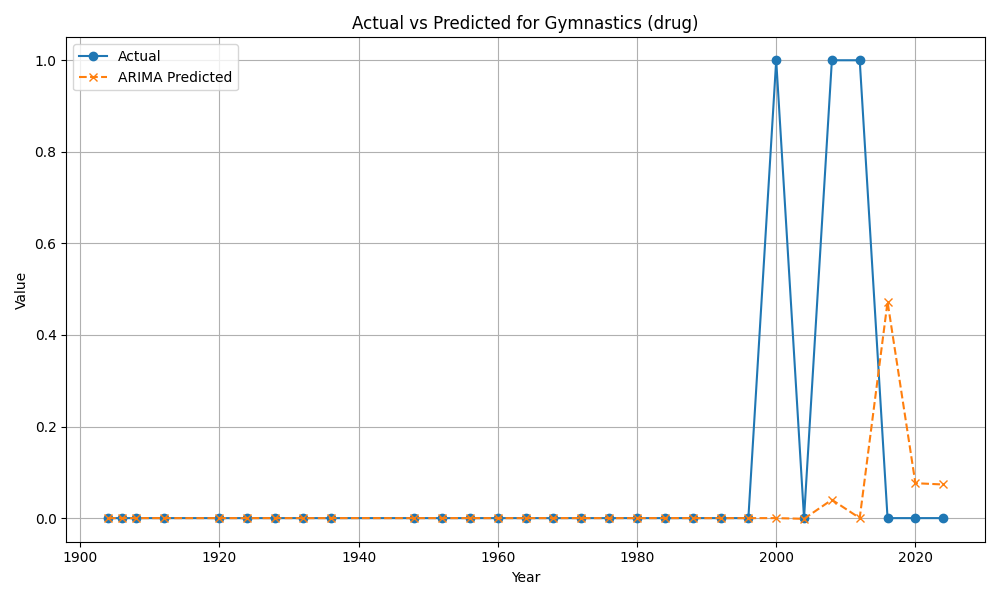 Actual vs Predicted for Gymnastics (drug)
Actual
ARIMA Predicted
1.0
0.8
0.6
0.4
0.2
0.0
Value
1900 1920 1940 1960 1980 2000 2020
Year